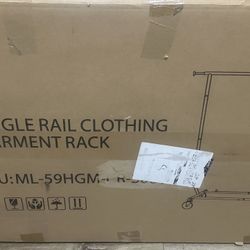 GLE RAIL CLOTHING
ARMENT RACK
U:ML-59HGM